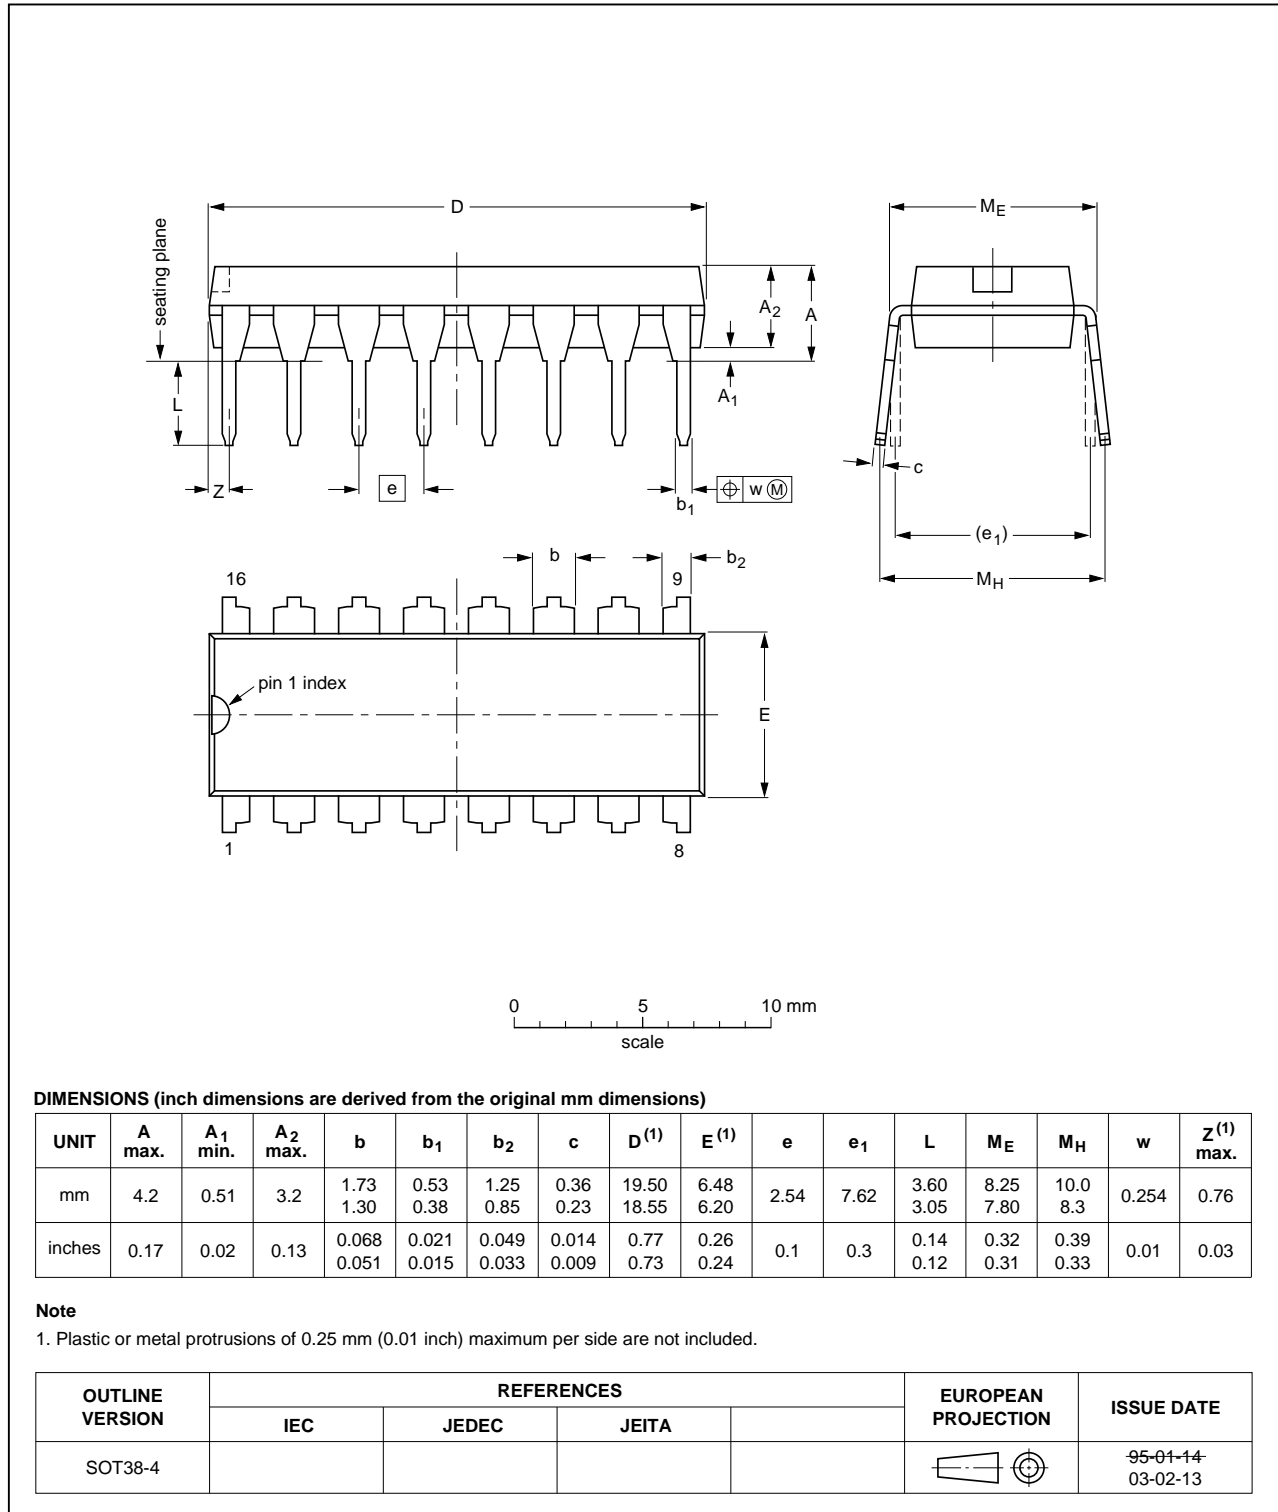 D
M_E
seating plane
A_2
A
A_1
L
c
Z
e
b_1
w M
(e_1)
M_H
b
b_2
16
9
pin 1 index
E
1
8
0 5 10 mm
scale
DIMENSIONS (inch dimensions are derived from the original mm dimensions)
UNIT A max. A1 min. A2 max. b b1 b2 c D(1) E(1) e e1 L ME MH w Z(1) max.
mm 4.2 0.51 3.2 1.73 1.30 0.53 0.38 1.25 0.85 0.36 0.23 19.50 18.55 6.48 6.20 2.54 7.62 3.60 3.05 8.25 7.80 10.0 8.3 0.254 0.76
inches 0.17 0.02 0.13 0.068 0.051 0.021 0.015 0.049 0.033 0.014 0.009 0.77 0.73 0.26 0.24 0.1 0.3 0.14 0.12 0.32 0.31 0.39 0.33 0.01 0.03
Note
1. Plastic or metal protrusions of 0.25 mm (0.01 inch) maximum per side are not included.
OUTLINE VERSION REFERENCES EUROPEAN PROJECTION ISSUE DATE
IEC JEDEC JEITA
SOT38-4 95-01-14
03-02-13